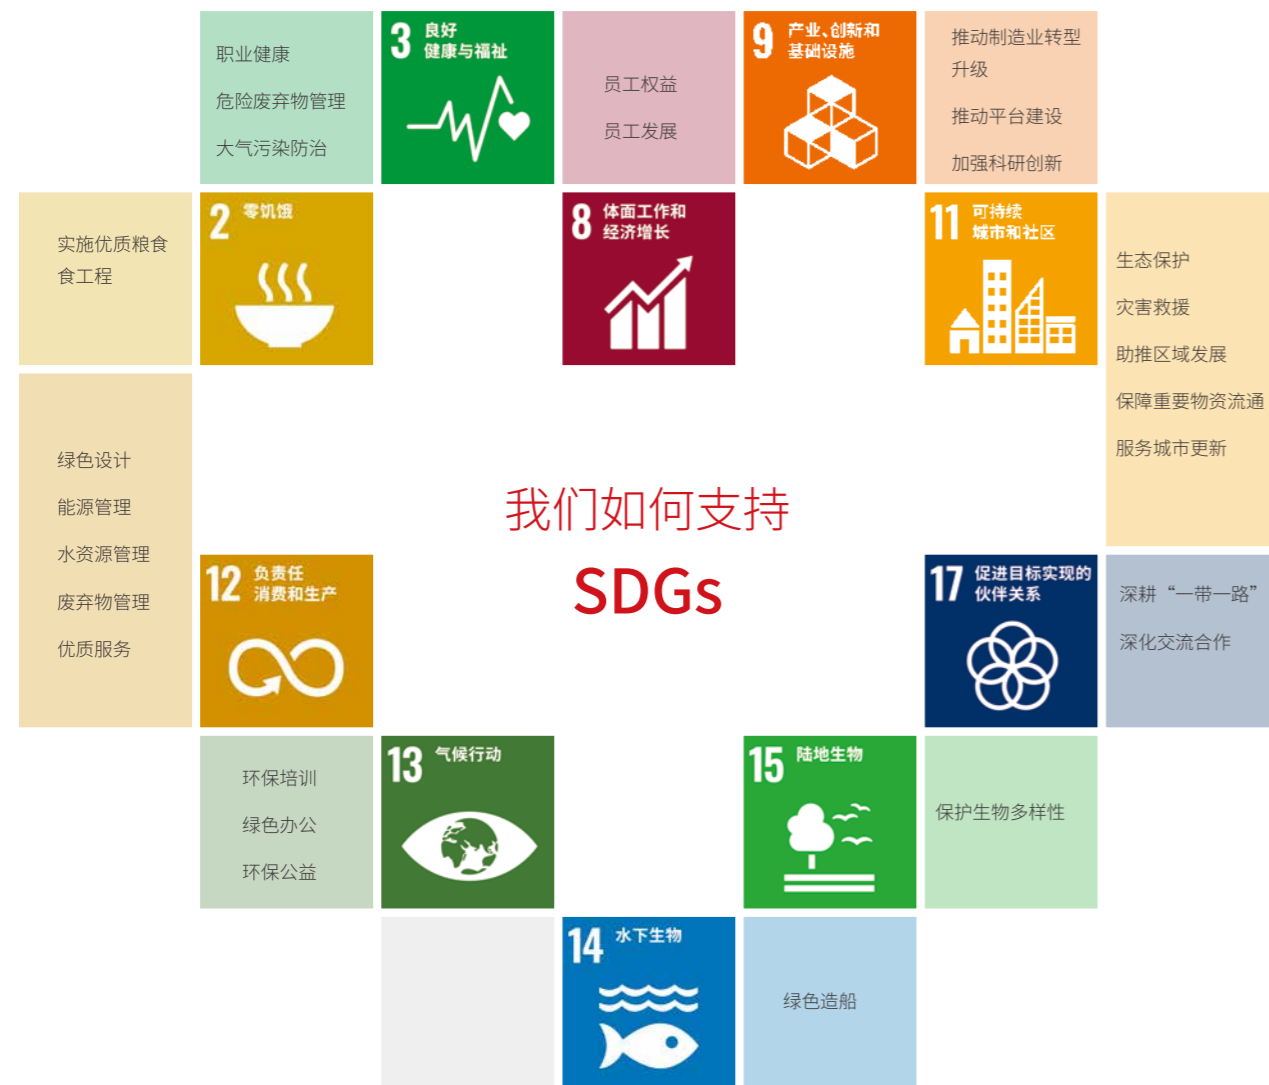 职业健康
危险废弃物管理
大气污染防治
3 良好
健康与福祉
员工权益
员工发展
9 产业、创新和
基础设施
推动制造业转型
升级
推动平台建设
加强科研创新
实施优质粮食
食工程
2 零饥饿
8 体面工作和
经济增长
11 可持续
城市和社区
生态保护
灾害救援
助推区域发展
保障重要物资流通
服务城市更新
绿色设计
能源管理
水资源管理
废弃物管理
优质服务
12 负责任
消费和生产
我们如何支持
SDGs
17 促进目标实现的
伙伴关系
深耕“一带一路”
深化交流合作
环保培训
绿色办公
环保公益
13 气候行动
15 陆地生物
保护生物多样性
14 水下生物
绿色造船